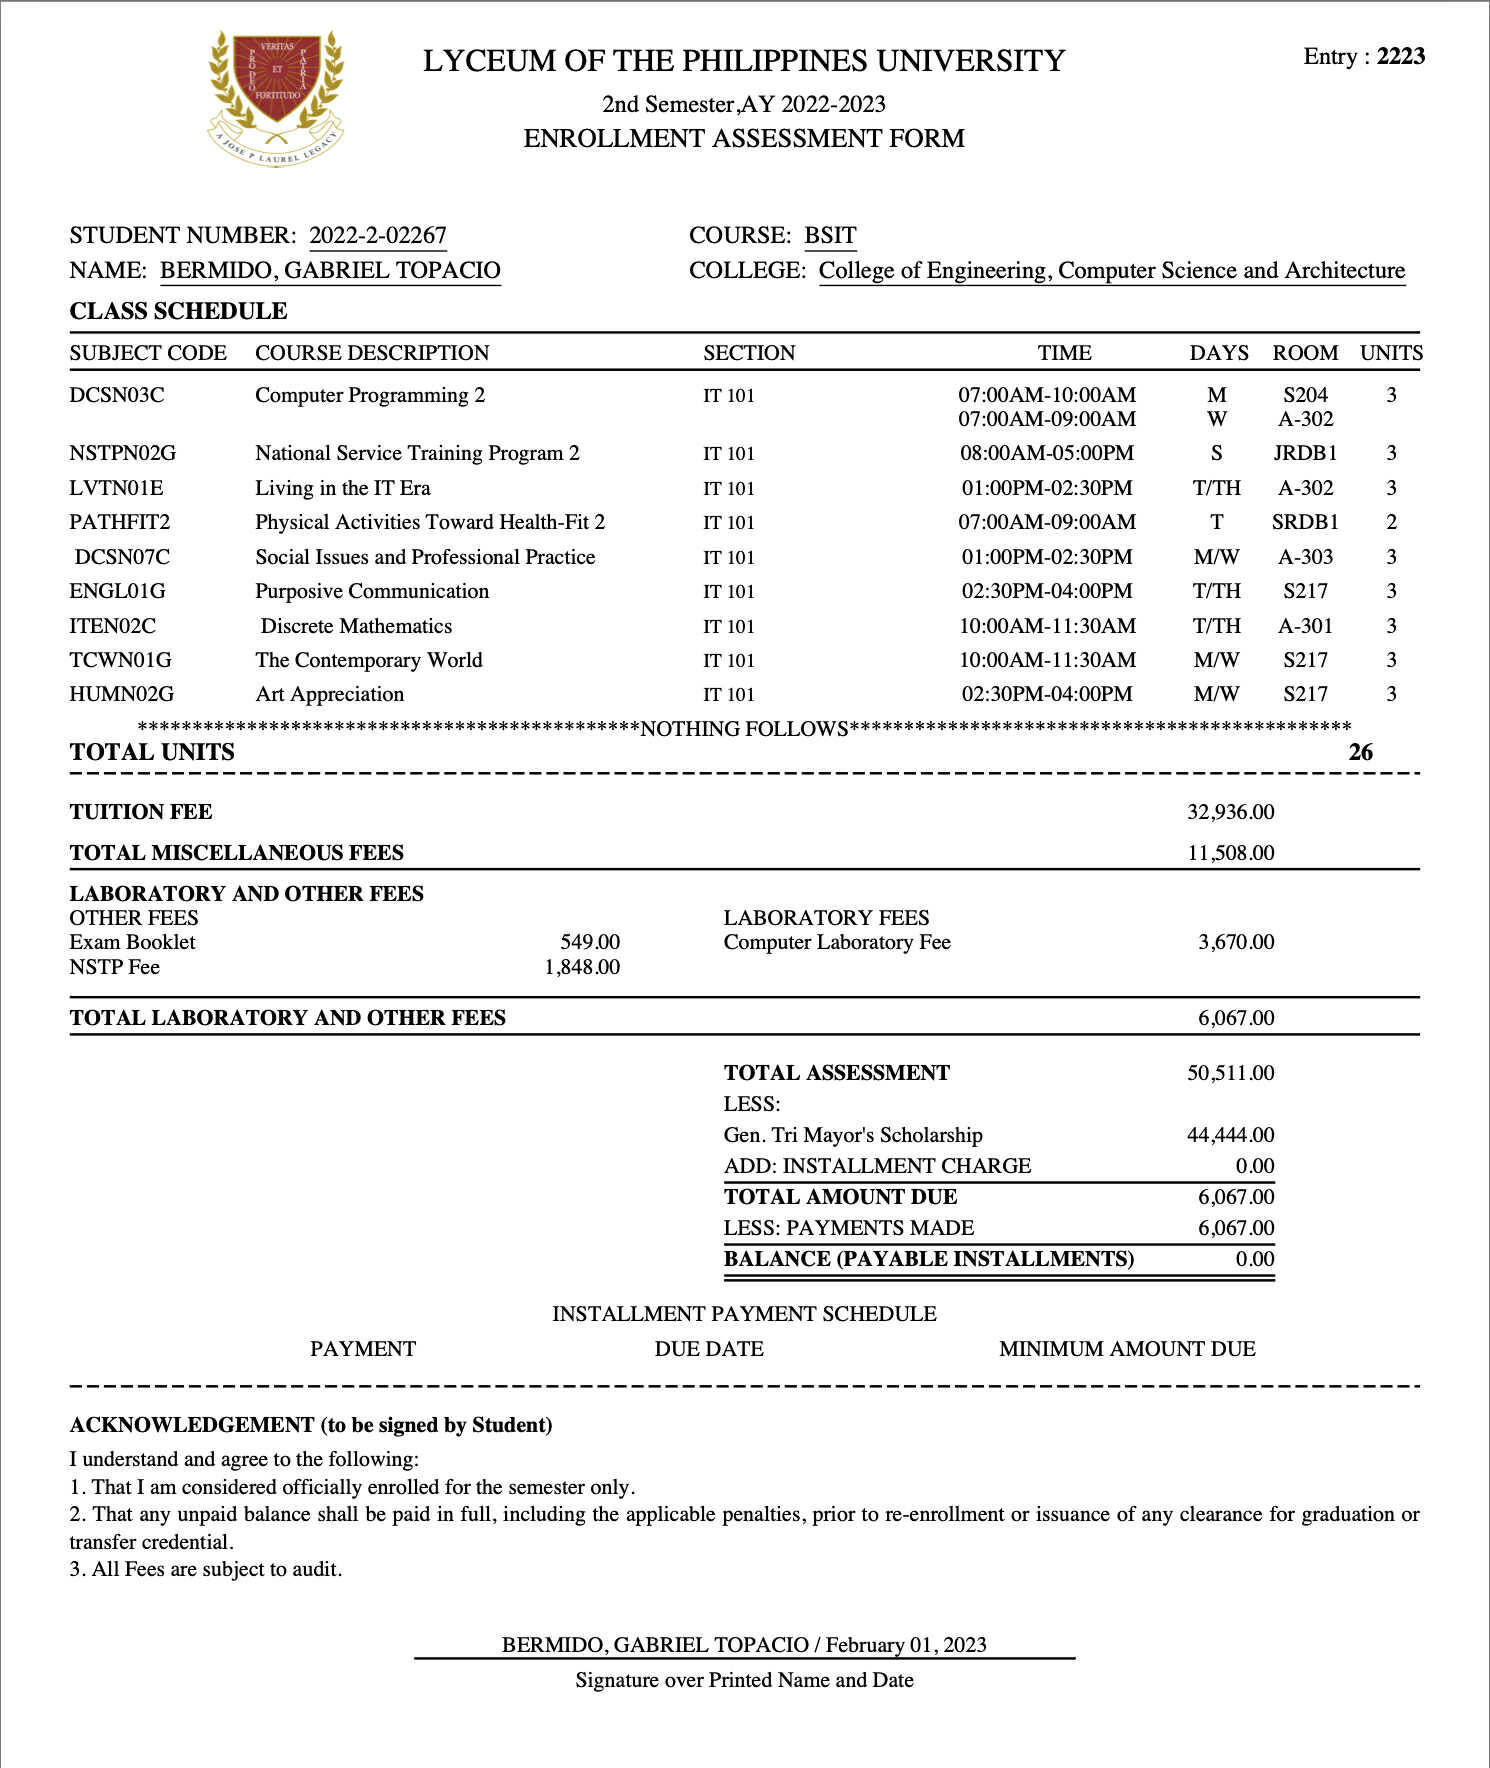 VERITAS
PRO DEO
ET
PATRIA
FORTITUDO
A JOSE P LAUREL LEGACY
LYCEUM OF THE PHILIPPINES UNIVERSITY
Entry : 2223
2nd Semester,AY 2022-2023
ENROLLMENT ASSESSMENT FORM
STUDENT NUMBER: 2022-2-02267 COURSE: BSIT
NAME: BERMIDO, GABRIEL TOPACIO COLLEGE: College of Engineering, Computer Science and Architecture
CLASS SCHEDULE
SUBJECT CODE COURSE DESCRIPTION SECTION TIME DAYS ROOM UNITS
DCSN03C Computer Programming 2 IT 101 07:00AM-10:00AM M S204 3
07:00AM-09:00AM W A-302
NSTPN02G National Service Training Program 2 IT 101 08:00AM-05:00PM S JRDB1 3
LVTN01E Living in the IT Era IT 101 01:00PM-02:30PM T/TH A-302 3
PATHFIT2 Physical Activities Toward Health-Fit 2 IT 101 07:00AM-09:00AM T SRDB1 2
DCSN07C Social Issues and Professional Practice IT 101 01:00PM-02:30PM M/W A-303 3
ENGL01G Purposive Communication IT 101 02:30PM-04:00PM T/TH S217 3
ITEN02C Discrete Mathematics IT 101 10:00AM-11:30AM T/TH A-301 3
TCWN01G The Contemporary World IT 101 10:00AM-11:30AM M/W S217 3
HUMN02G Art Appreciation IT 101 02:30PM-04:00PM M/W S217 3
**********************************************NOTHING FOLLOWS**********************************************
TOTAL UNITS 26
TUITION FEE 32,936.00
TOTAL MISCELLANEOUS FEES 11,508.00
LABORATORY AND OTHER FEES
OTHER FEES LABORATORY FEES
Exam Booklet 549.00 Computer Laboratory Fee 3,670.00
NSTP Fee 1,848.00
TOTAL LABORATORY AND OTHER FEES 6,067.00
TOTAL ASSESSMENT 50,511.00
LESS:
Gen. Tri Mayor's Scholarship 44,444.00
ADD: INSTALLMENT CHARGE 0.00
TOTAL AMOUNT DUE 6,067.00
LESS: PAYMENTS MADE 6,067.00
BALANCE (PAYABLE INSTALLMENTS) 0.00
INSTALLMENT PAYMENT SCHEDULE
PAYMENT DUE DATE MINIMUM AMOUNT DUE
ACKNOWLEDGEMENT (to be signed by Student)
I understand and agree to the following:
1. That I am considered officially enrolled for the semester only.
2. That any unpaid balance shall be paid in full, including the applicable penalties, prior to re-enrollment or issuance of any clearance for graduation or
transfer credential.
3. All Fees are subject to audit.
BERMIDO, GABRIEL TOPACIO / February 01, 2023
Signature over Printed Name and Date